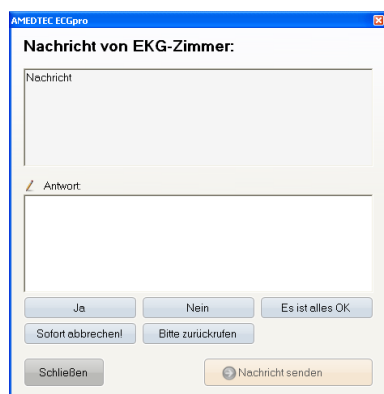 AMEDTEC ECGpro
Nachricht von EKG-Zimmer:
Nachricht
Antwort:
Ja
Nein
Es ist alles OK
Sofort abbrechen!
Bitte zurückrufen
Schließen
Nachricht senden